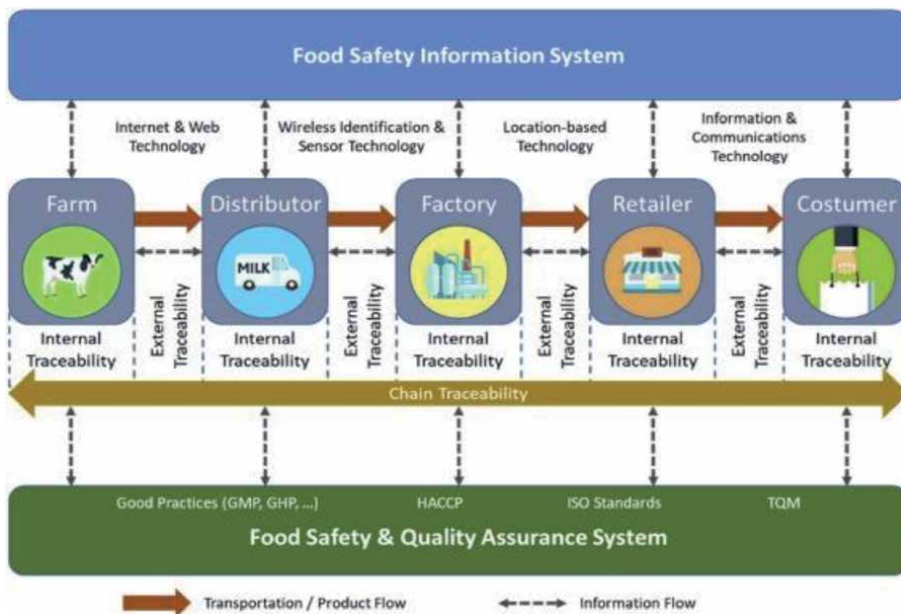 Food Safety Information System
Internet & Web
Technology
Wireless Identification &
Sensor Technology
Location-based
Technology
Information &
Communications
Technology
Farm
Distributor
Factory
Retailer
Costumer
MILK
Internal
Traceability
External
Traceability
Internal
Traceability
External
Traceability
Internal
Traceability
External
Traceability
Internal
Traceability
External
Traceability
Internal
Traceability
Chain Traceability
Good Practices (GMP, GHP, ...)
HACCP
ISO Standards
TQM
Food Safety & Quality Assurance System
Transportation / Product Flow
Information Flow